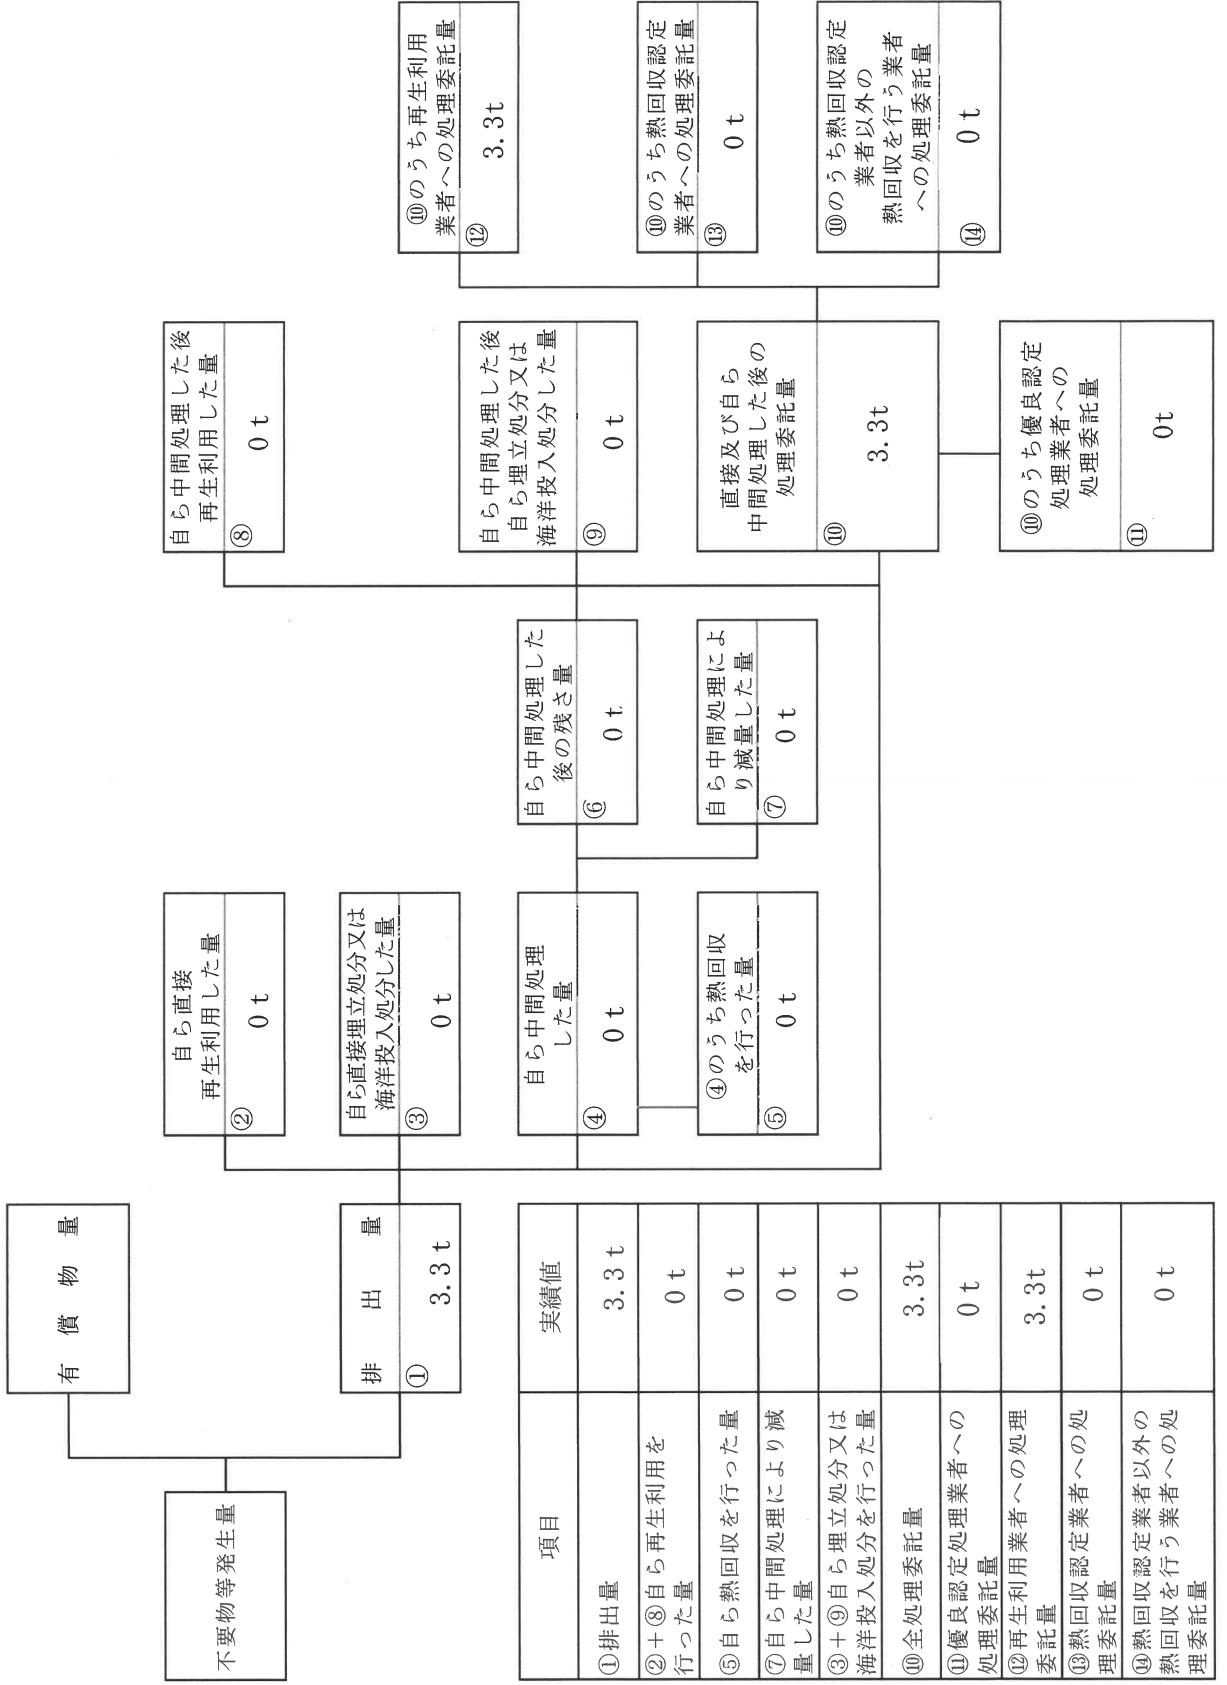 不要物等発生量
有償物量
排出量
① 3.3t
自ら直接
再生利用した量
② 0t
自ら直接埋立処分又は
海洋投入処分した量
③ 0t
自ら中間処理
した量
④ 0t
④のうち熱回収
を行った量
⑤ 0t
自ら中間処理した
後の残さ量
⑥ 0t
自ら中間処理によ
り減量した量
⑦ 0t
自ら中間処理した後
再生利用した量
⑧ 0t
自ら中間処理した後
自ら埋立処分又は
海洋投入処分した量
⑨ 0t
直接及び自ら
中間処理した後の
処理委託量
⑩ 3.3t
⑩のうち優良認定
処理業者への
処理委託量
⑪ 0t
⑩のうち再生利用
業者への処理委託量
⑫ 3.3t
⑩のうち熱回収認定
業者への処理委託量
⑬ 0t
⑩のうち熱回収認定
業者以外の
熱回収を行う業者
への処理委託量
⑭ 0t
項目 実績値
①排出量 3.3t
②+⑧自ら再生利用を
行った量 0t
⑤自ら熱回収を行った量 0t
⑦自ら中間処理により減
量した量 0t
③+⑨自ら埋立処分又は
海洋投入処分を行った量 0t
⑩全処理委託量 3.3t
⑪優良認定処理業者への
処理委託量 0t
⑫再生利用業者への処理
委託量 3.3t
⑬熱回収認定業者への処
理委託量 0t
⑭熱回収認定業者以外の
熱回収を行う業者への処
理委託量 0t